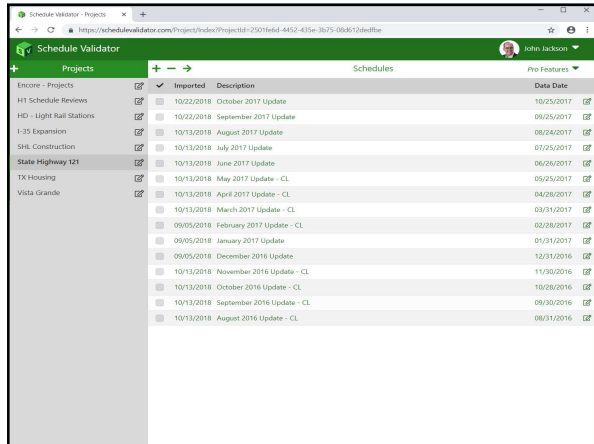 Schedule Validator - Projects
https://schedulevalidator.com/Project/Index?ProjectId=2501fe6d-4452-435e-3b75-08d612dedfbe
Schedule Validator
John Jackson
Projects
Schedules
Pro Features
Imported Description Data Date
Encore - Projects
H1 Schedule Reviews
HD - Light Rail Stations
I-35 Expansion
SHL Construction
State Highway 121
TX Housing
Vista Grande
10/22/2018 October 2017 Update 10/25/2017
10/22/2018 September 2017 Update 09/25/2017
10/13/2018 August 2017 Update 08/24/2017
10/13/2018 July 2017 Update 07/25/2017
10/13/2018 June 2017 Update 06/26/2017
10/13/2018 May 2017 Update - CL 05/25/2017
10/13/2018 April 2017 Update - CL 04/28/2017
10/13/2018 March 2017 Update - CL 03/31/2017
09/05/2018 February 2017 Update - CL 02/28/2017
09/05/2018 January 2017 Update 01/31/2017
09/05/2018 December 2016 Update 12/31/2016
10/13/2018 November 2016 Update - CL 11/30/2016
10/13/2018 October 2016 Update - CL 10/28/2016
10/13/2018 September 2016 Update - CL 09/30/2016
10/13/2018 August 2016 Update - CL 08/31/2016